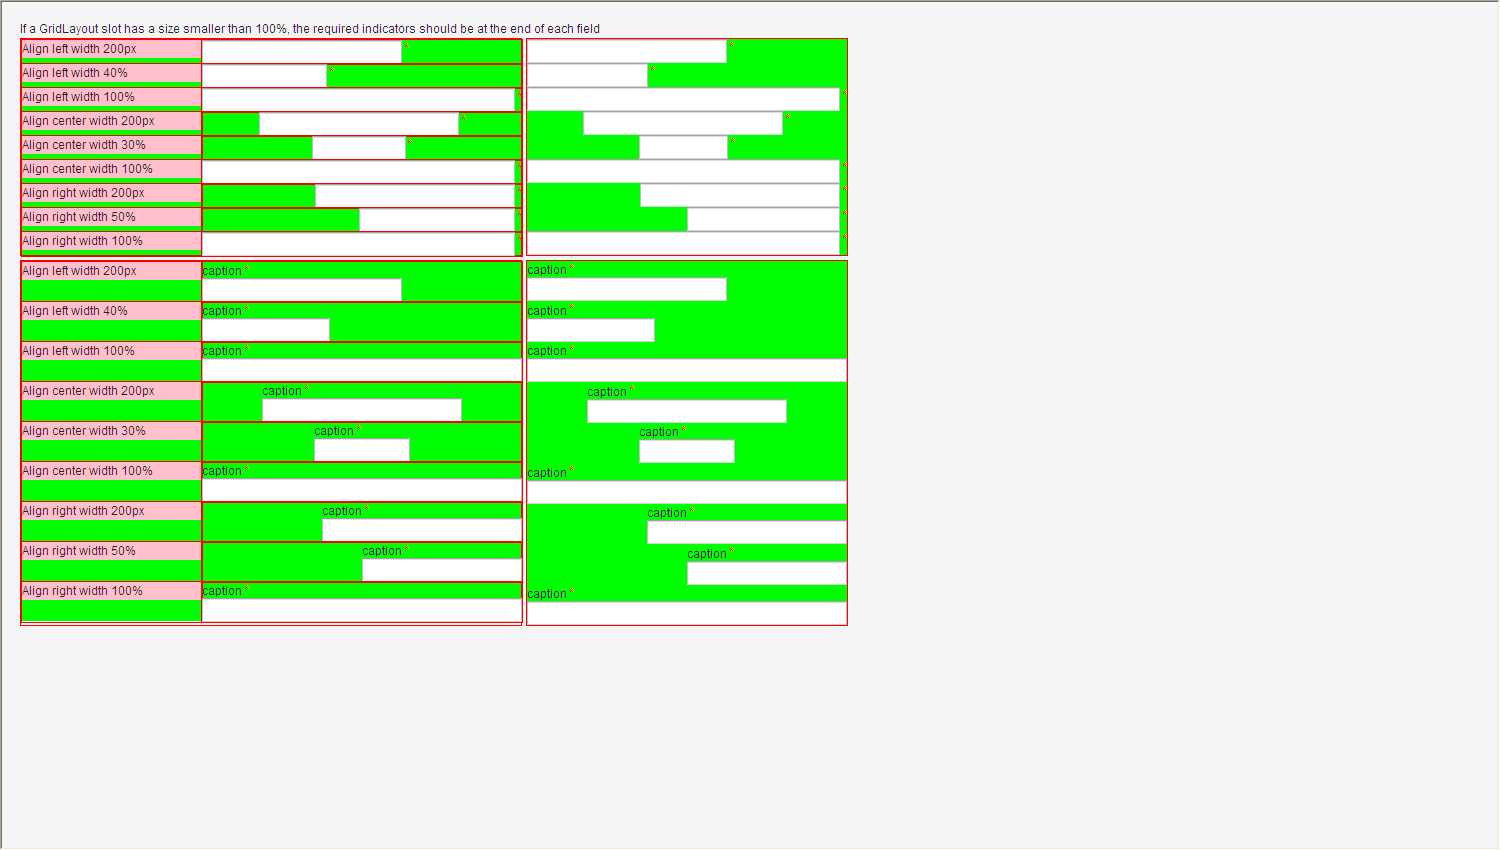 If a GridLayout slot has a size smaller than 100%, the required indicators should be at the end of each field
Align left width 200px * *
Align left width 40% * *
Align left width 100% * *
Align center width 200px * *
Align center width 30% * *
Align center width 100% * *
Align right width 200px * *
Align right width 50% * *
Align right width 100% * *
Align left width 200px caption * caption *
Align left width 40% caption * caption *
Align left width 100% caption * caption *
Align center width 200px caption * caption *
Align center width 30% caption * caption *
Align center width 100% caption * caption *
Align right width 200px caption * caption *
Align right width 50% caption * caption *
Align right width 100% caption * caption *